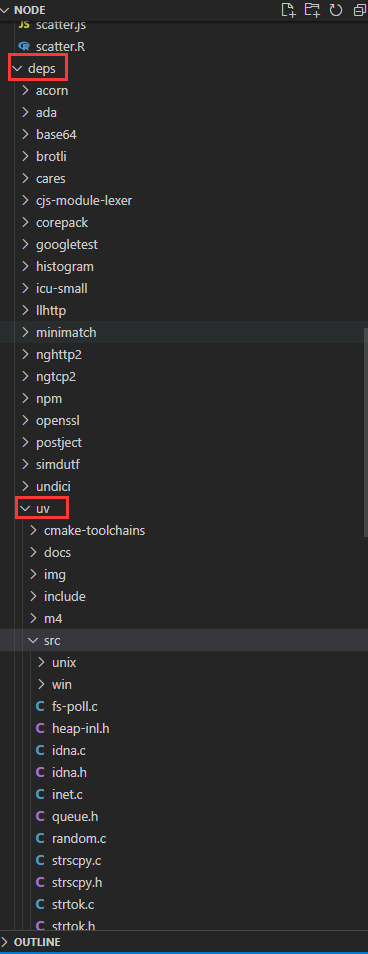 NODE
scatter.js
scatter.R
deps
acorn
ada
base64
brotli
cares
cjs-module-lexer
corepack
googletest
histogram
icu-small
llhttp
minimatch
nghttp2
ngtcp2
npm
openssl
postject
simdutf
undici
uv
cmake-toolchains
docs
img
include
m4
src
unix
win
C fs-poll.c
C heap-inl.h
C idna.c
C idna.h
C inet.c
C queue.h
C random.c
C strscpy.c
C strscpy.h
C strtok.c
C strtok.h
OUTLINE